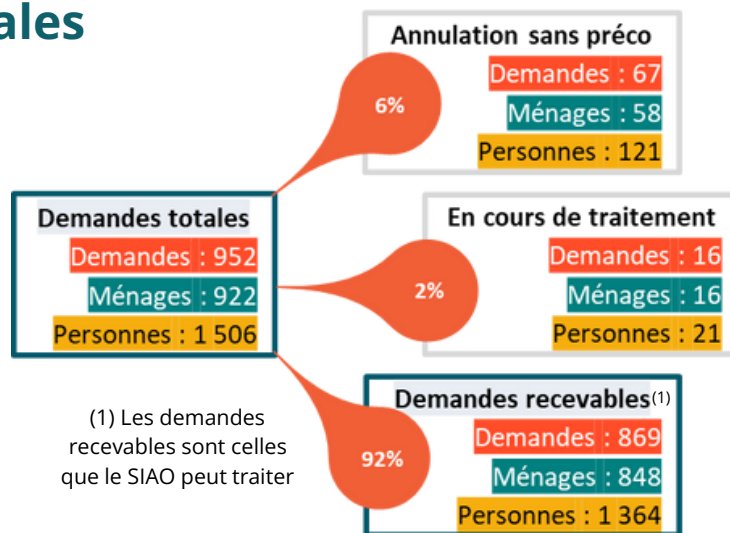 ales
Annulation sans préco
Demandes : 67
Ménages : 58
Personnes : 121
6%
Demandes totales
Demandes : 952
Ménages : 922
Personnes : 1 506
En cours de traitement
Demandes : 16
Ménages : 16
Personnes : 21
2%
(1) Les demandes
recevables sont celles
que le SIAO peut traiter
Demandes recevables(1)
Demandes : 869
Ménages : 848
Personnes : 1 364
92%